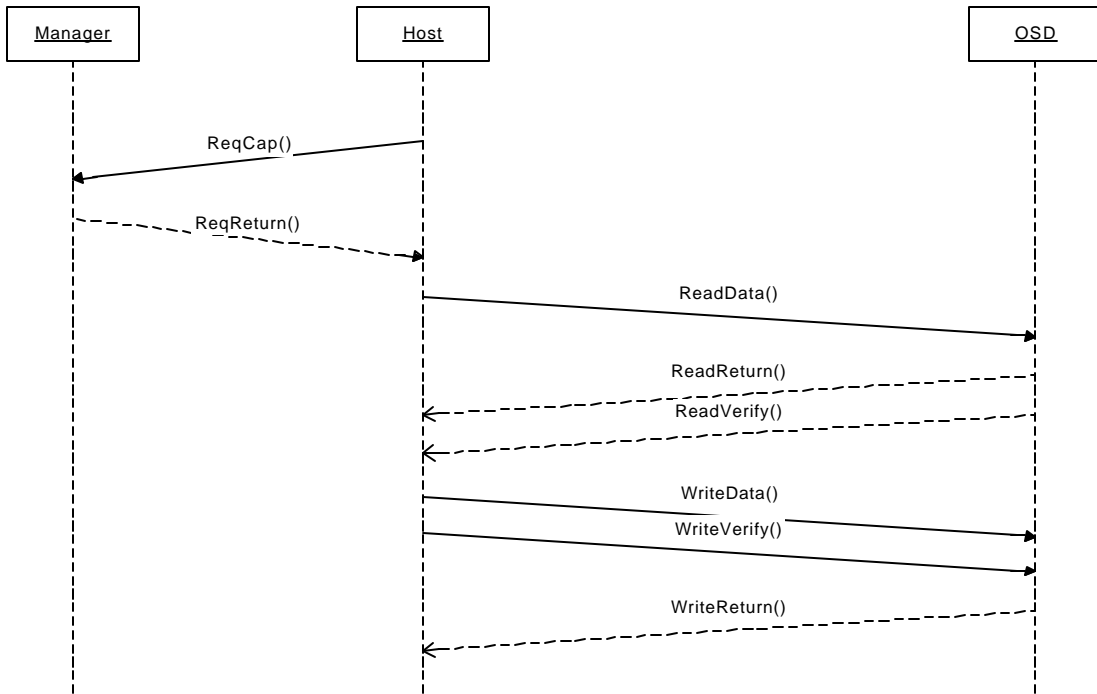 Manager
Host
OSD
ReqCap()
ReqReturn()
ReadData()
ReadReturn()
ReadVerify()
WriteData()
WriteVerify()
WriteReturn()